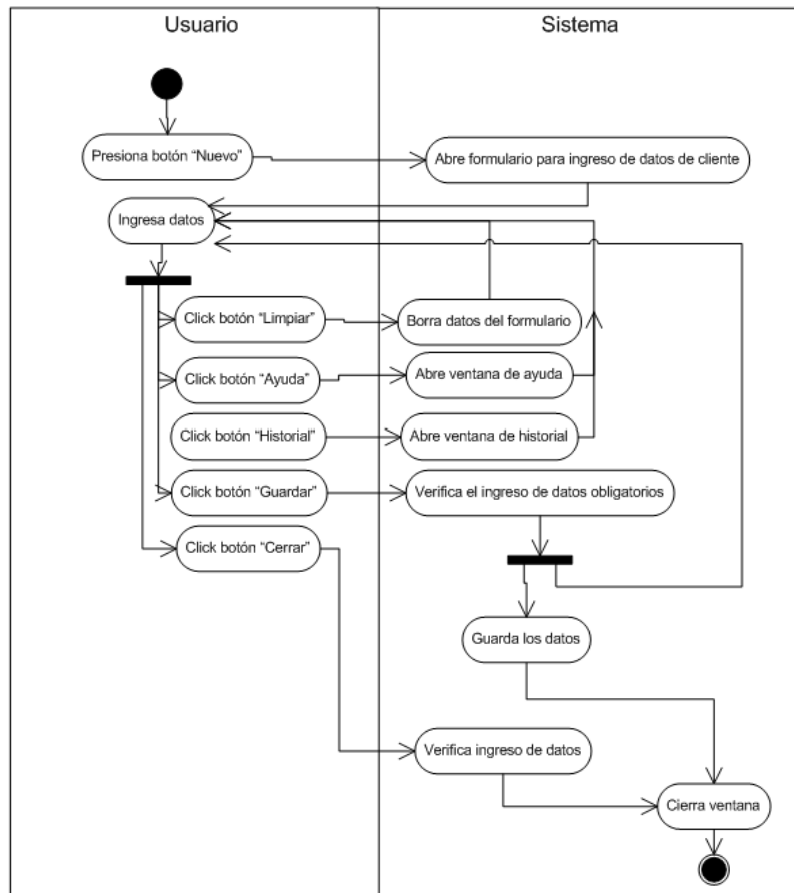 Usuario
Sistema
Presiona botón “Nuevo”
Abre formulario para ingreso de datos de cliente
Ingresa datos
Click botón “Limpiar”
Borra datos del formulario
Click botón “Ayuda”
Abre ventana de ayuda
Click botón “Historial”
Abre ventana de historial
Click botón “Guardar”
Verifica el ingreso de datos obligatorios
Click botón “Cerrar”
Guarda los datos
Verifica ingreso de datos
Cierra ventana